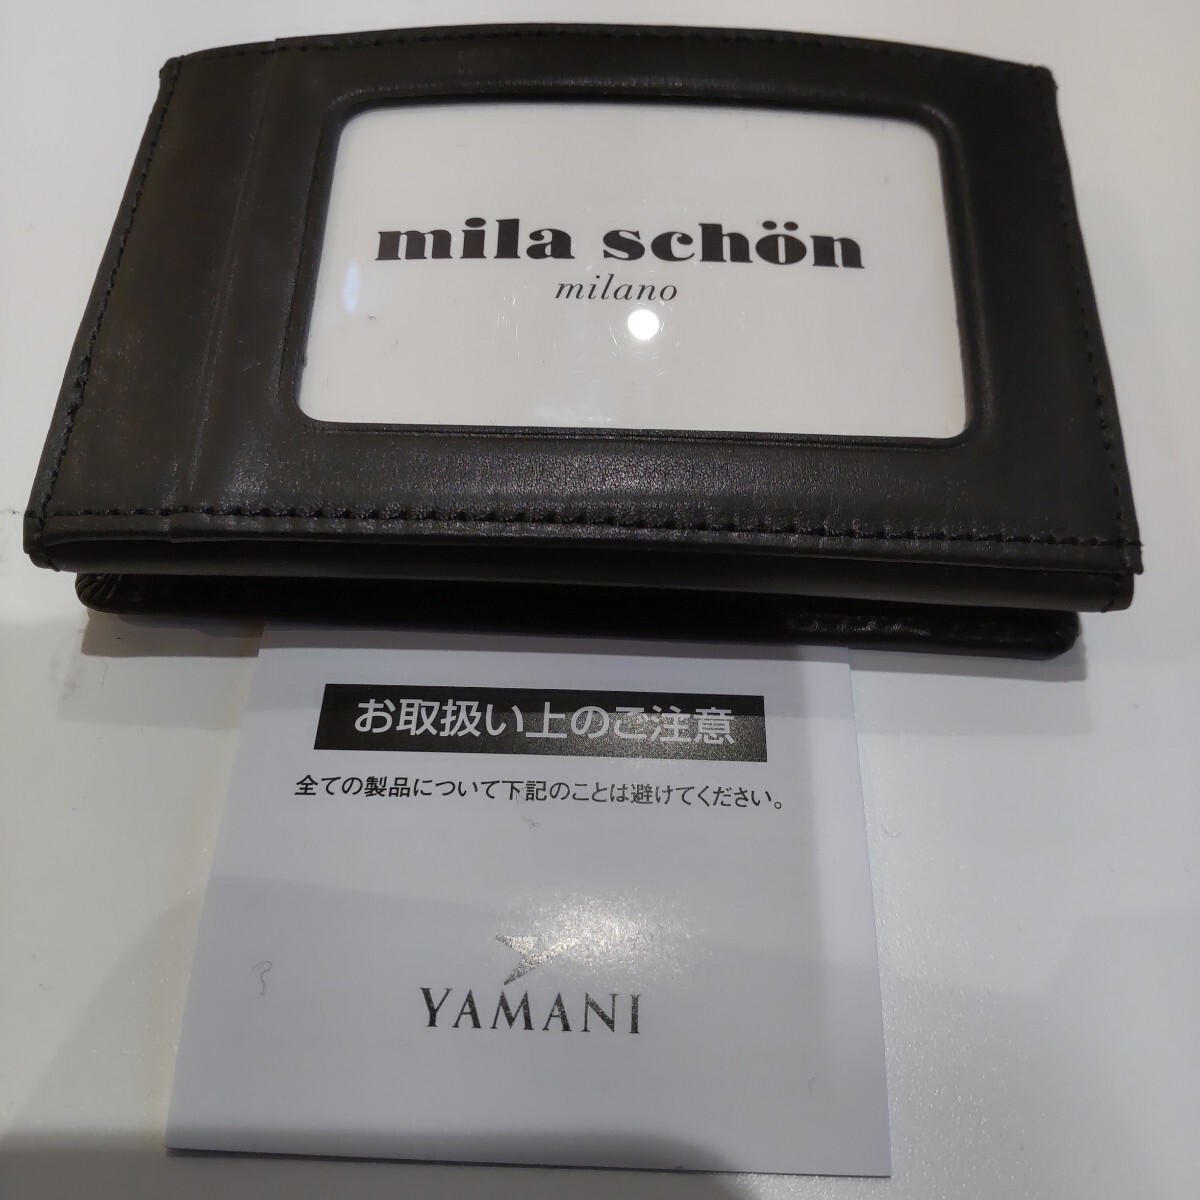 mila schön
milano
お取扱い上のご注意
全ての製品について下記のことは避けてください。
YAMANI